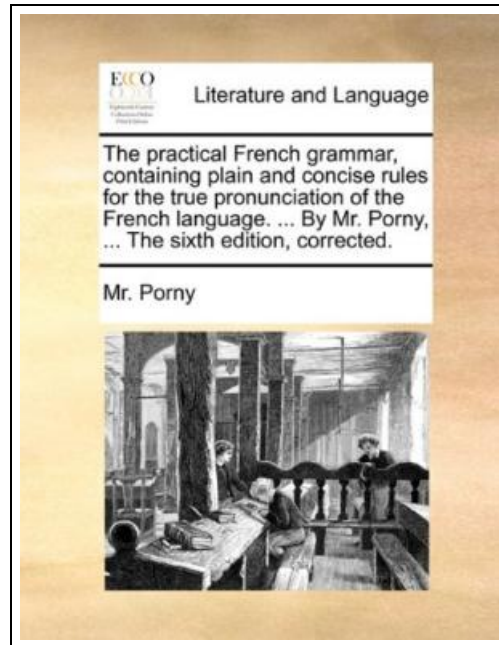 ECCO
Literature and Language
The practical French grammar,
containing plain and concise rules
for the true pronunciation of the
French language. ... By Mr. Porny,
... The sixth edition, corrected.
Mr. Porny